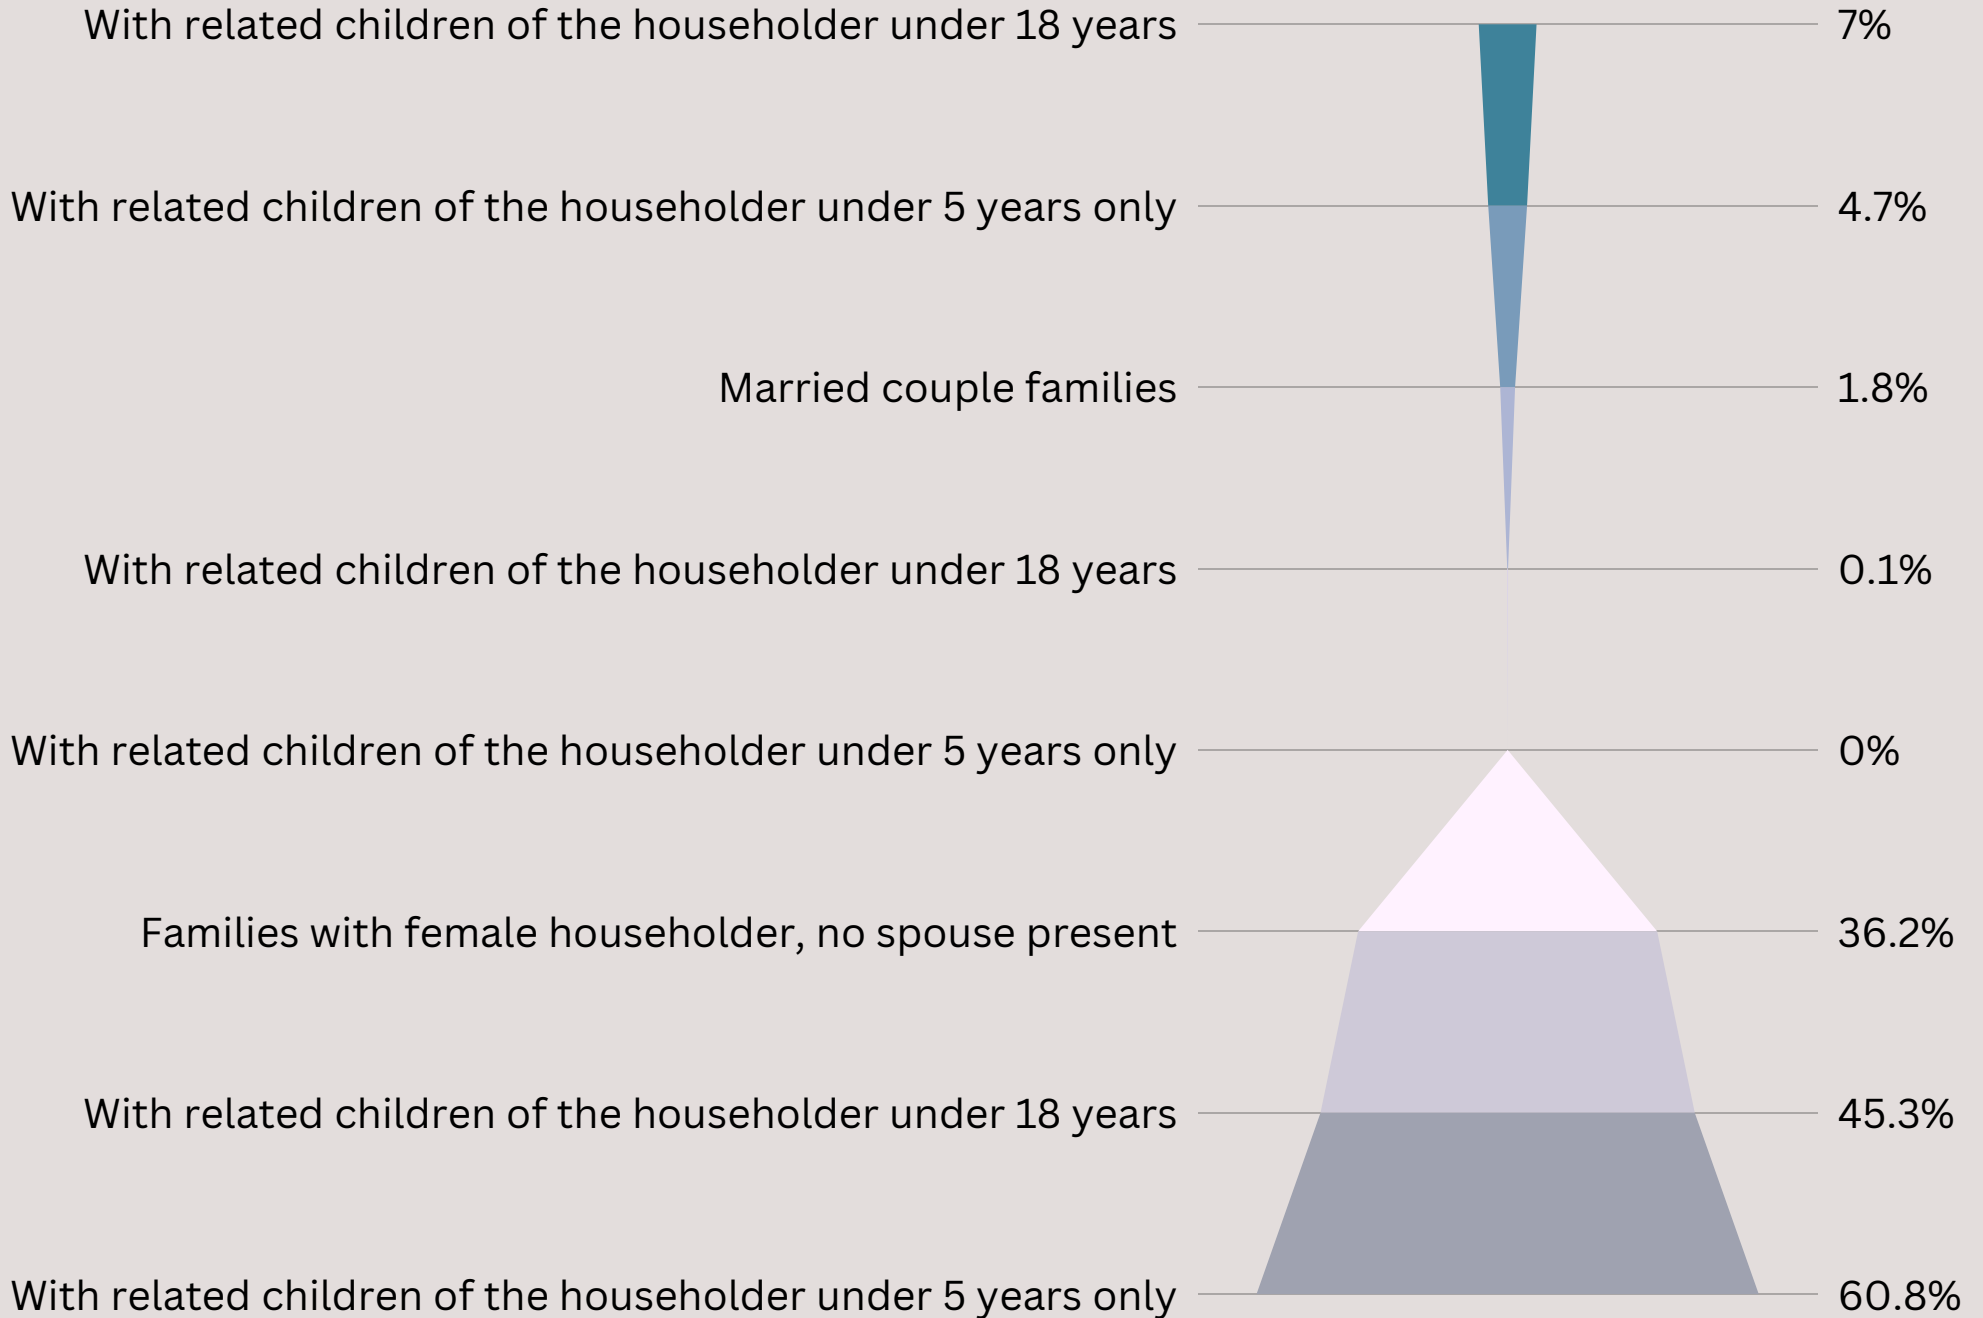 With related children of the householder under 18 years 7%
With related children of the householder under 5 years only 4.7%
Married couple families 1.8%
With related children of the householder under 18 years 0.1%
With related children of the householder under 5 years only 0%
Families with female householder, no spouse present 36.2%
With related children of the householder under 18 years 45.3%
With related children of the householder under 5 years only 60.8%